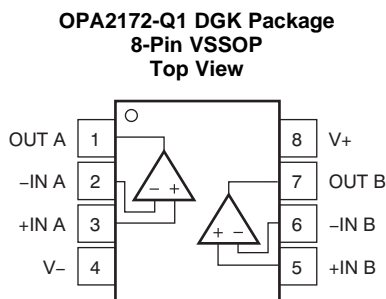 OPA2172-Q1 DGK Package
8-Pin VSSOP
Top View
OUT A 1 8 V+
−IN A 2 7 OUT B
− +
+IN A 3 6 −IN B
+ −
V− 4 5 +IN B